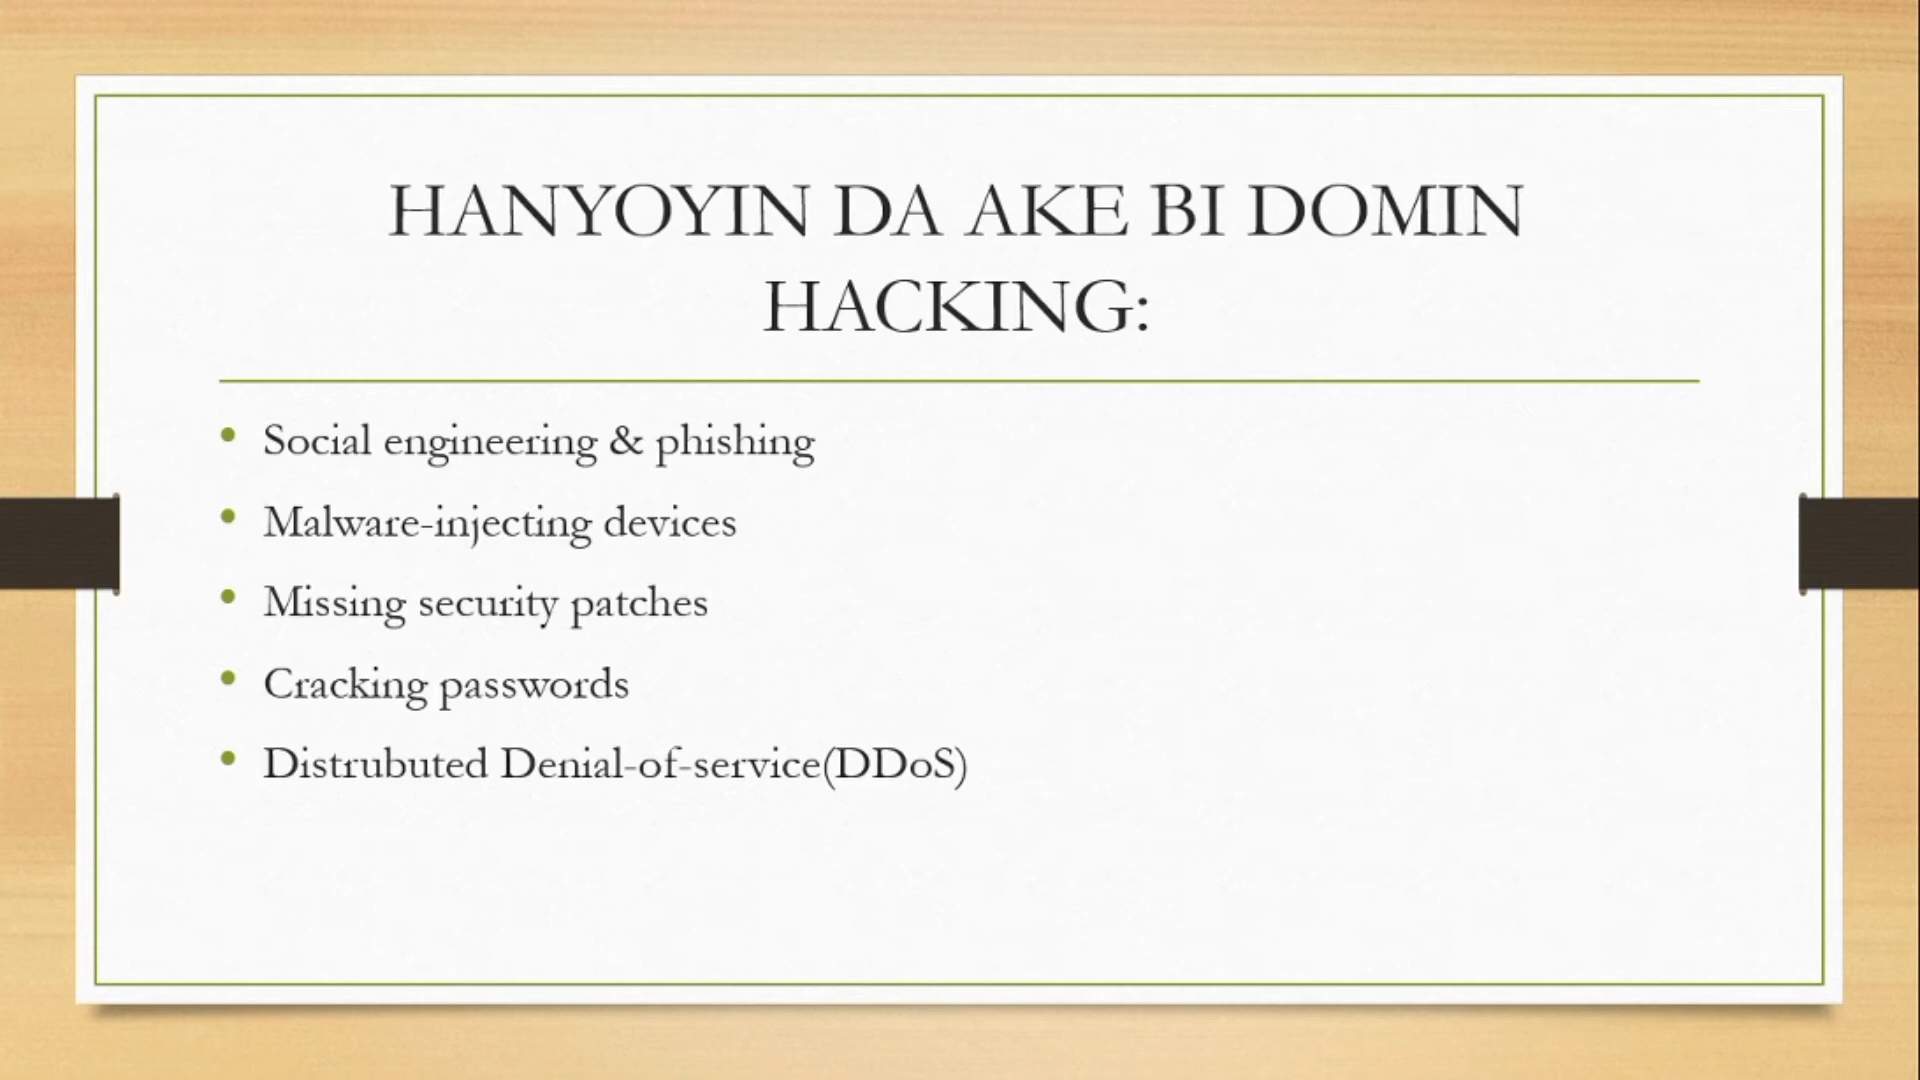 HANYOYIN DA AKE BI DOMIN
HACKING:
• Social engineering & phishing
• Malware-injecting devices
• Missing security patches
• Cracking passwords
• Distrubuted Denial-of-service(DDoS)